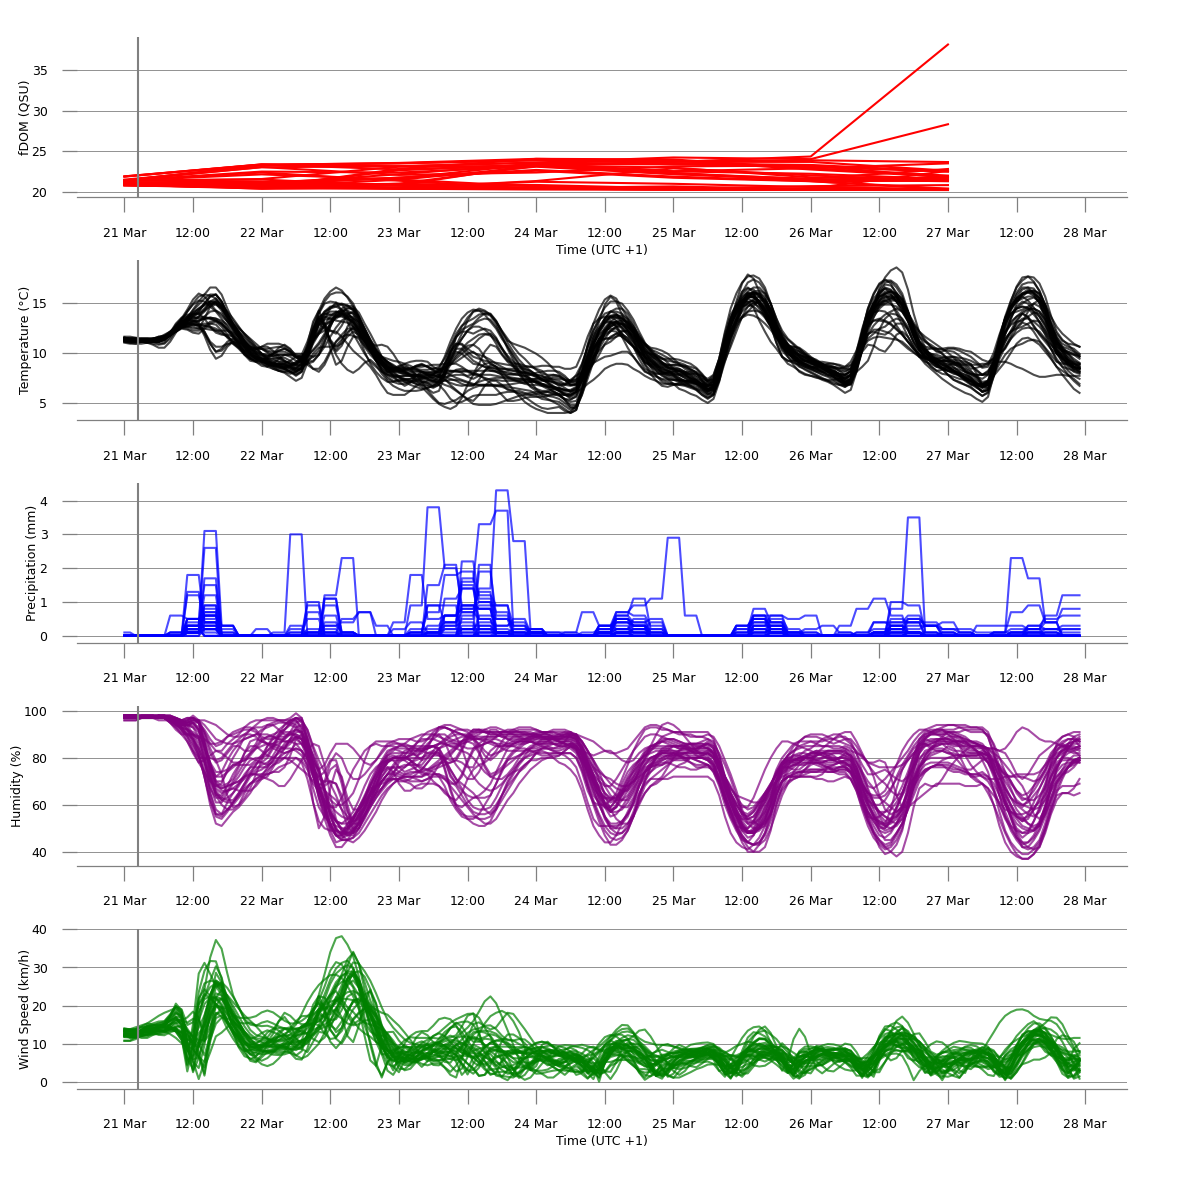 fDOM (QSU)
35
30
25
20
21 Mar 12:00 22 Mar 12:00 23 Mar 12:00 24 Mar 12:00 25 Mar 12:00 26 Mar 12:00 27 Mar 12:00 28 Mar
Time (UTC +1)
Temperature (°C)
15
10
5
21 Mar 12:00 22 Mar 12:00 23 Mar 12:00 24 Mar 12:00 25 Mar 12:00 26 Mar 12:00 27 Mar 12:00 28 Mar
Precipitation (mm)
4
3
2
1
0
21 Mar 12:00 22 Mar 12:00 23 Mar 12:00 24 Mar 12:00 25 Mar 12:00 26 Mar 12:00 27 Mar 12:00 28 Mar
Humidity (%)
100
80
60
40
21 Mar 12:00 22 Mar 12:00 23 Mar 12:00 24 Mar 12:00 25 Mar 12:00 26 Mar 12:00 27 Mar 12:00 28 Mar
Wind Speed (km/h)
40
30
20
10
0
21 Mar 12:00 22 Mar 12:00 23 Mar 12:00 24 Mar 12:00 25 Mar 12:00 26 Mar 12:00 27 Mar 12:00 28 Mar
Time (UTC +1)